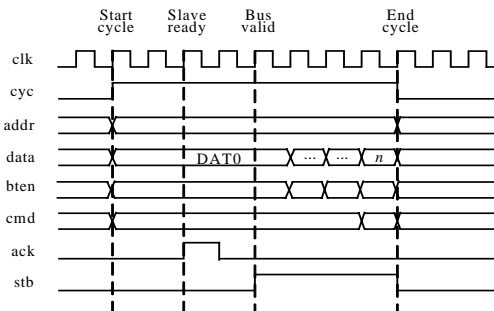 Start Slave Bus End
cycle ready valid cycle
clk
cyc
addr
data DAT0 ... ... n
bten
cmd
ack
stb